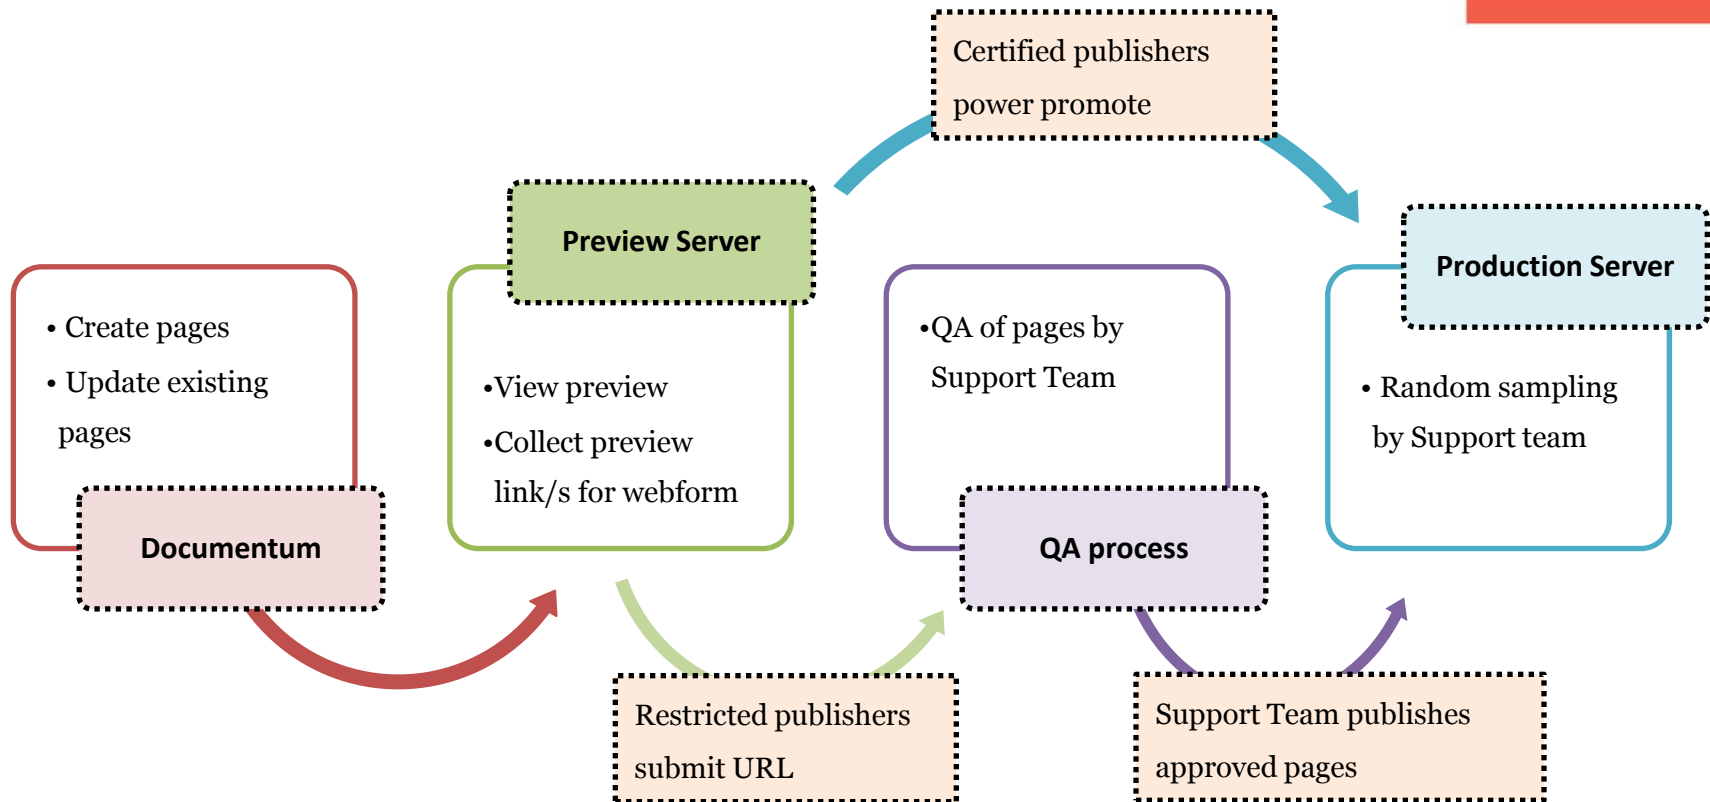 Certified publishers
power promote
Preview Server
Production Server
• Create pages
• Update existing
pages
Documentum
•View preview
•Collect preview
link/s for webform
•QA of pages by
Support Team
QA process
• Random sampling
by Support team
Restricted publishers
submit URL
Support Team publishes
approved pages